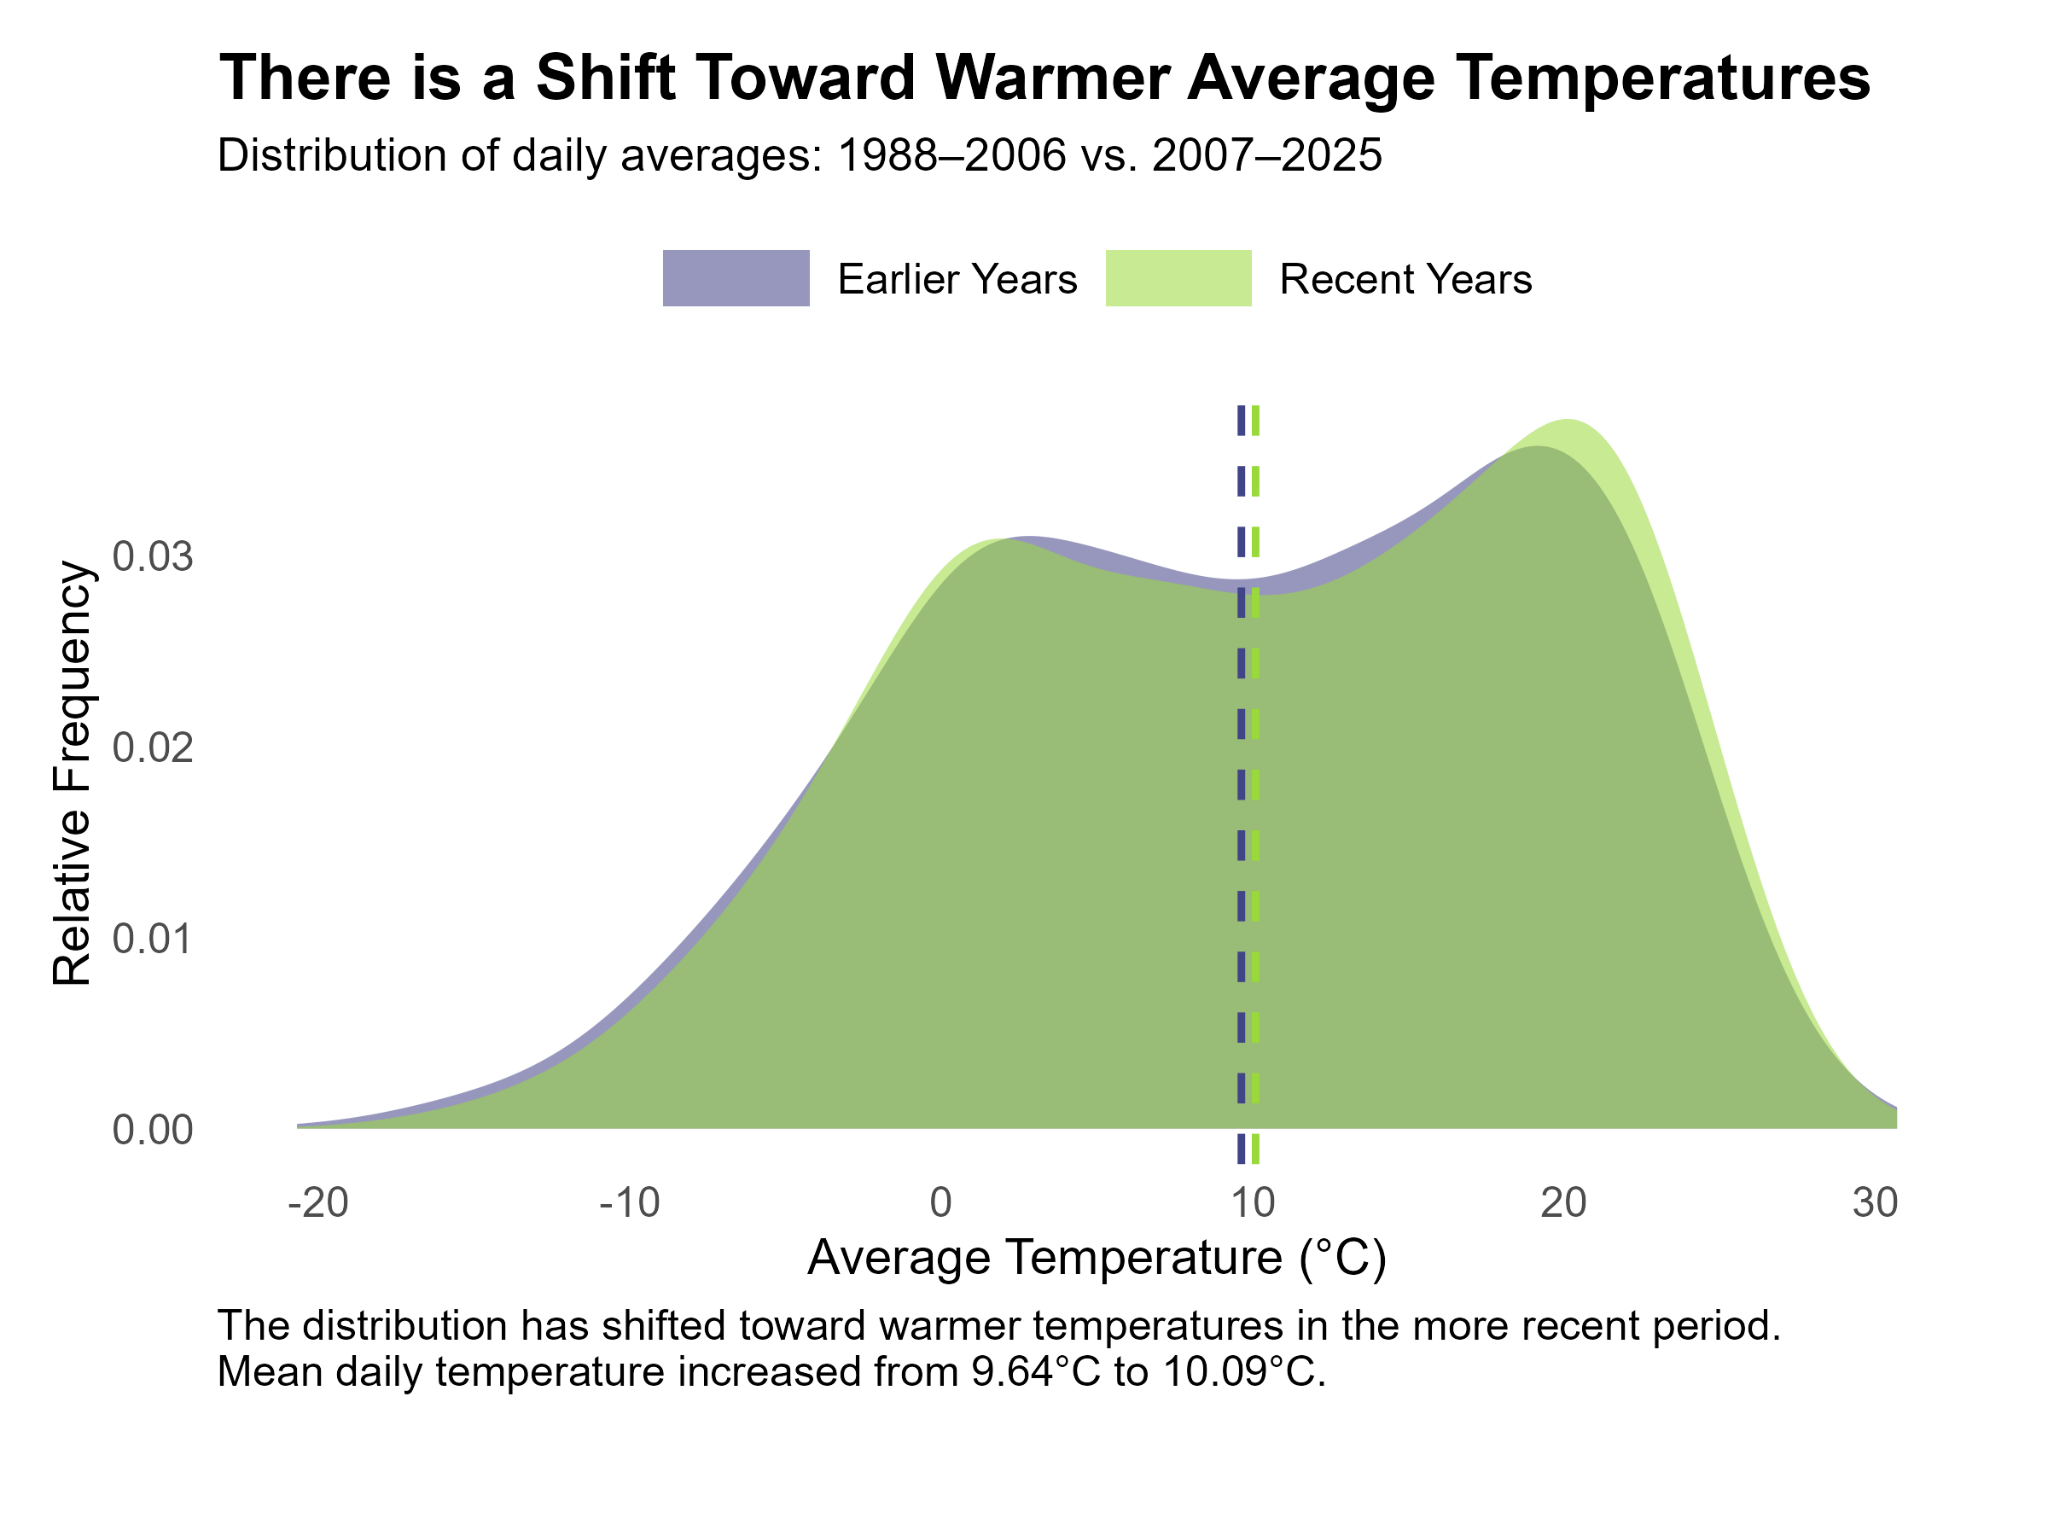 There is a Shift Toward Warmer Average Temperatures
Distribution of daily averages: 1988–2006 vs. 2007–2025
Earlier Years
Recent Years
Relative Frequency
0.03
0.02
0.01
0.00
-20
-10
0
10
20
30
Average Temperature (°C)
The distribution has shifted toward warmer temperatures in the more recent period.
Mean daily temperature increased from 9.64°C to 10.09°C.